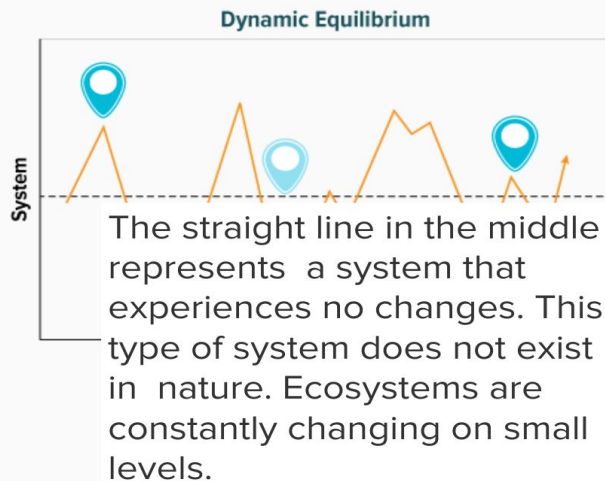 Dynamic Equilibrium
System
The straight line in the middle
represents a system that
experiences no changes. This
type of system does not exist
in nature. Ecosystems are
constantly changing on small
levels.